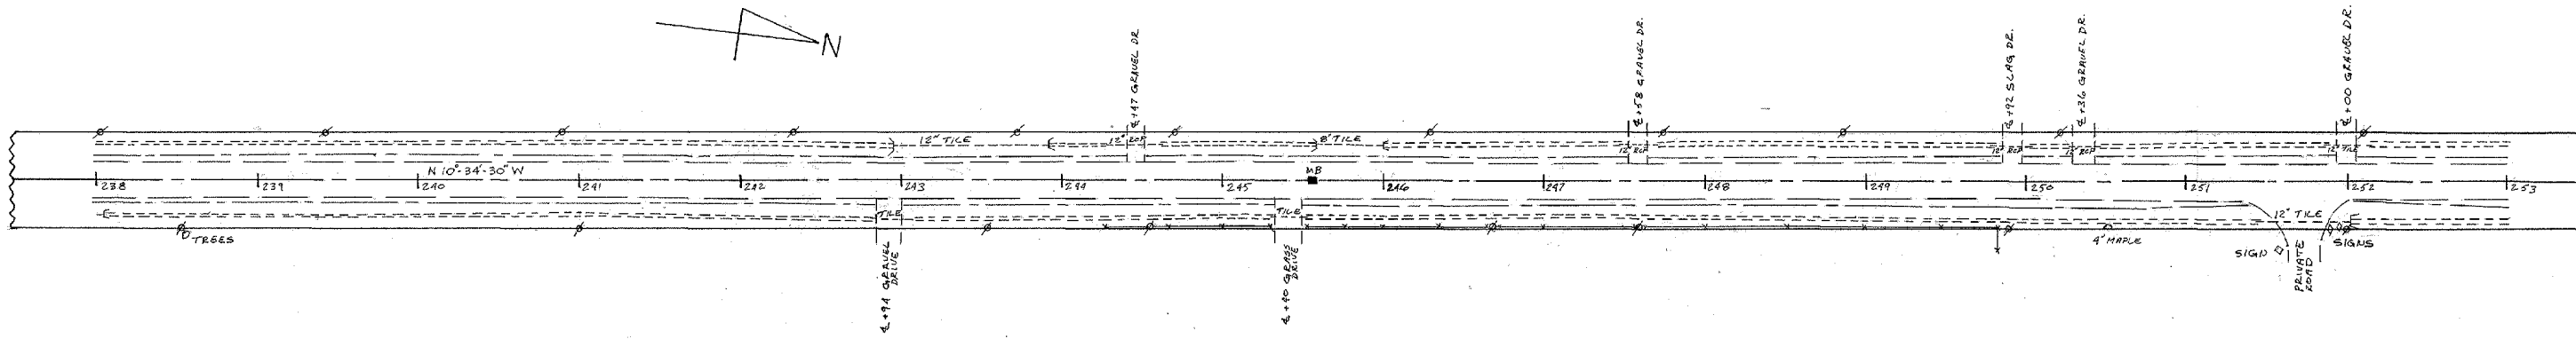 N
℄ +47 GRAVEL DR.
℄ +58 GRAVEL DR.
℄ +92 SLAG DR.
℄ +36 GRAVEL DR.
℄ +00 GRAVEL DR.
12" TILE
12" RCP
8" TILE
12" RCP
12" RCP
12" RCP
12" TILE
N 10°-34'-30" W
MB
238
239
240
241
242
243
244
245
246
247
248
249
250
251
252
253
TILE
TILE
12" TILE
TREES
4" MAPLE
SIGN
SIGNS
PRIVATE
ROAD
℄ +94 GRAVEL
DRIVE
℄ +40 GRASS
DRIVE